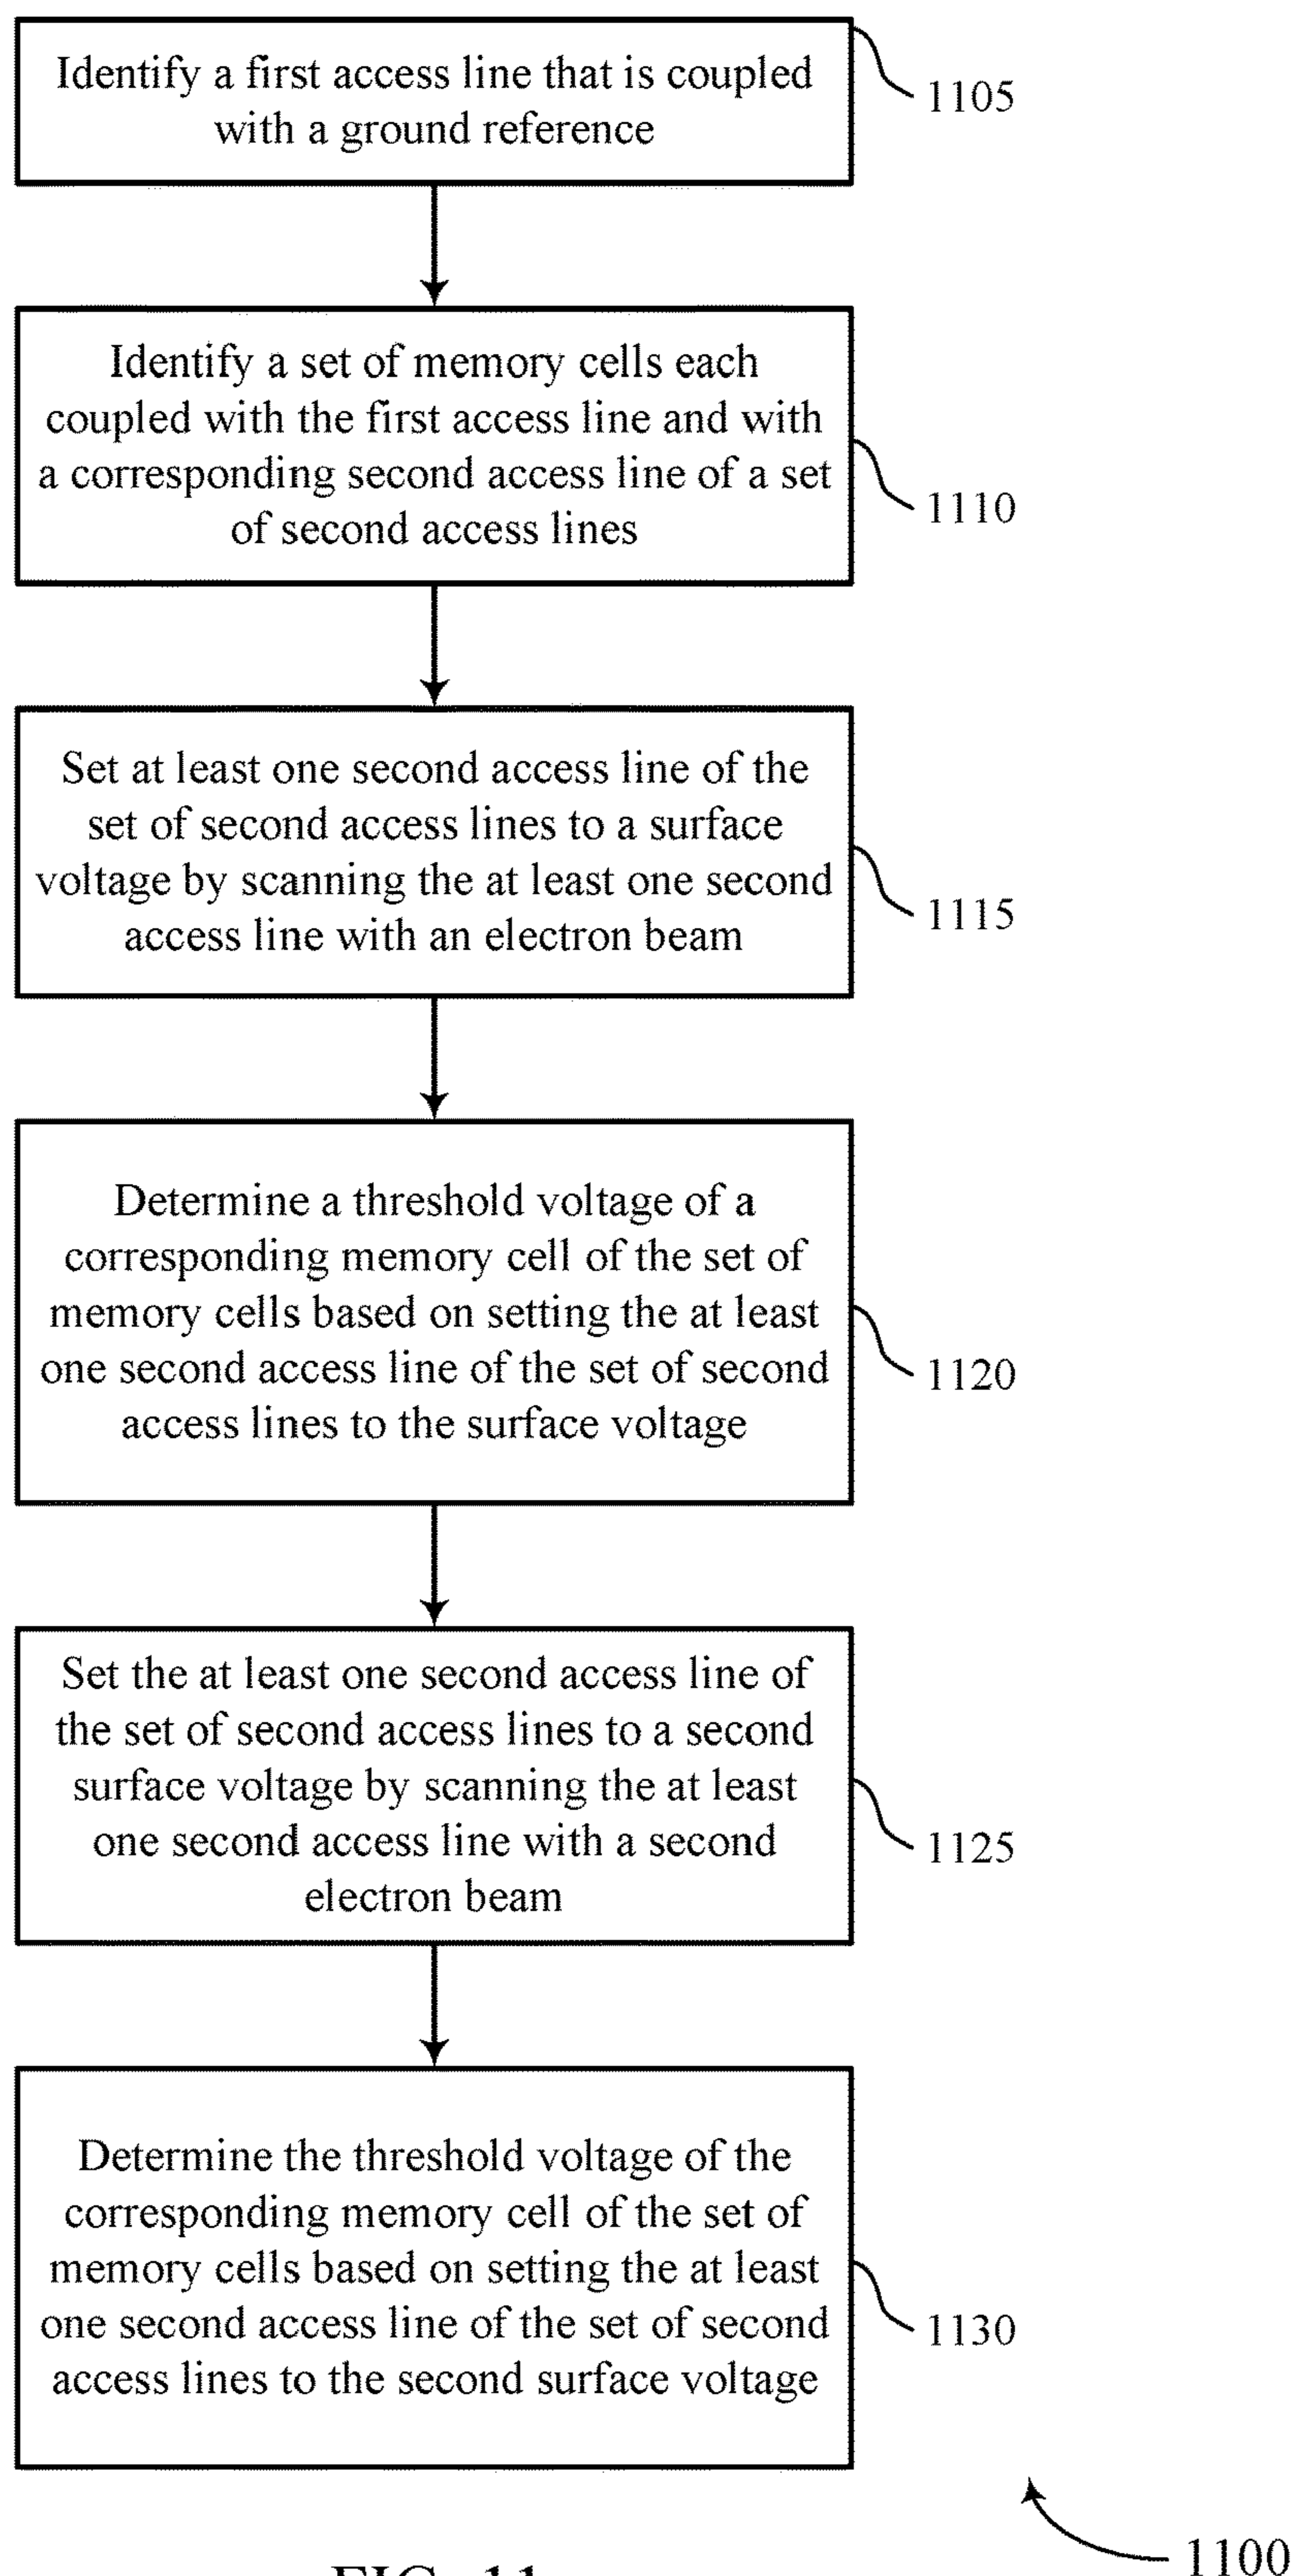 Identify a first access line that is coupled
with a ground reference
1105
Identify a set of memory cells each
coupled with the first access line and with
a corresponding second access line of a set
of second access lines
1110
Set at least one second access line of the
set of second access lines to a surface
voltage by scanning the at least one second
access line with an electron beam
1115
Determine a threshold voltage of a
corresponding memory cell of the set of
memory cells based on setting the at least
one second access line of the set of second
access lines to the surface voltage
1120
Set the at least one second access line of
the set of second access lines to a second
surface voltage by scanning the at least
one second access line with a second
electron beam
1125
Determine the threshold voltage of the
corresponding memory cell of the set of
memory cells based on setting the at least
one second access line of the set of second
access lines to the second surface voltage
1130
1100
FIG. 11